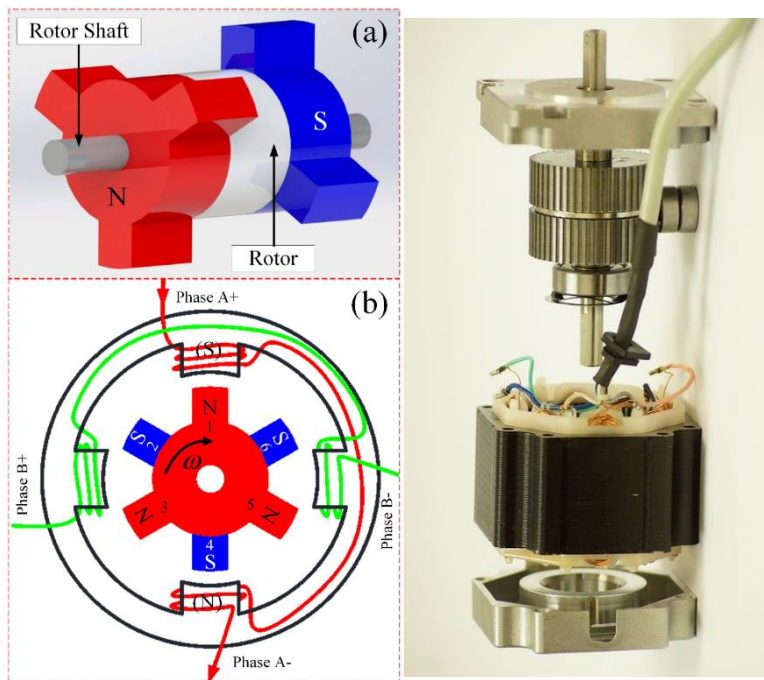 Rotor Shaft
(a)
S
N
Rotor
(b)
Phase A+
(S)
N
1
S 2
S 6
ω
Phase B+
Phase B-
N 3
5 N
4
S
(N)
Phase A-